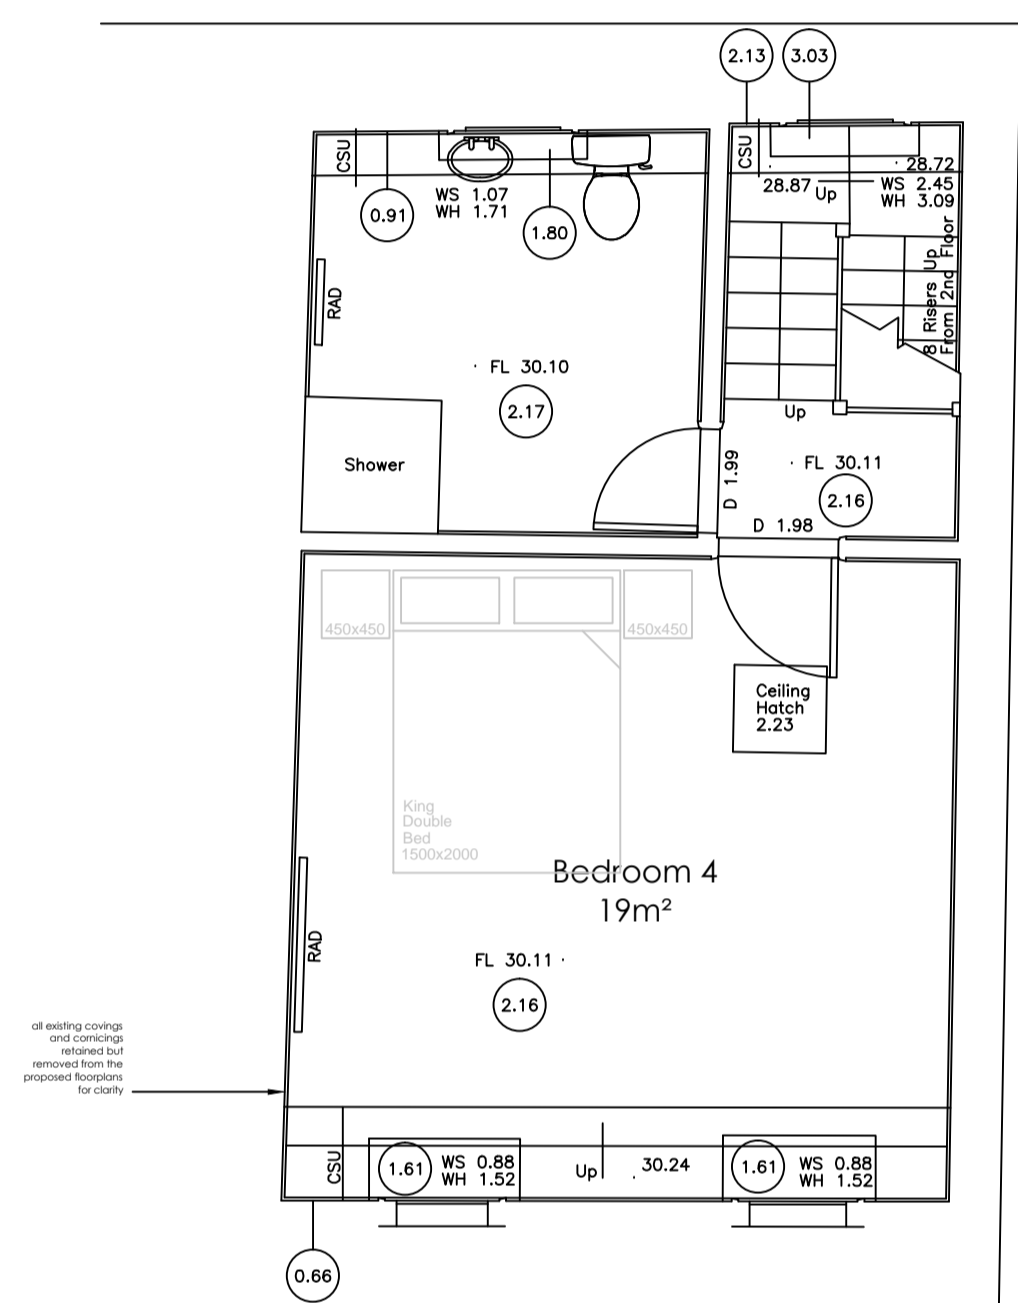 2.13
3.03
CSU
WS 1.07
WH 1.71
0.91
1.80
CSU
28.72
28.87
Up
WS 2.45
WH 3.09
8 Risers Up
From 2nd Floor
RAD
FL 30.10
2.17
Up
Shower
D 1.99
FL 30.11
2.16
D 1.98
450x450
450x450
Ceiling
Hatch
2.23
King
Double
Bed
1500x2000
Bedroom 4
19m²
RAD
FL 30.11
2.16
all existing covings
and cornicings
retained but
removed from the
proposed floorplans
for clarity
CSU
1.61
WS 0.88
WH 1.52
Up
30.24
1.61
WS 0.88
WH 1.52
0.66